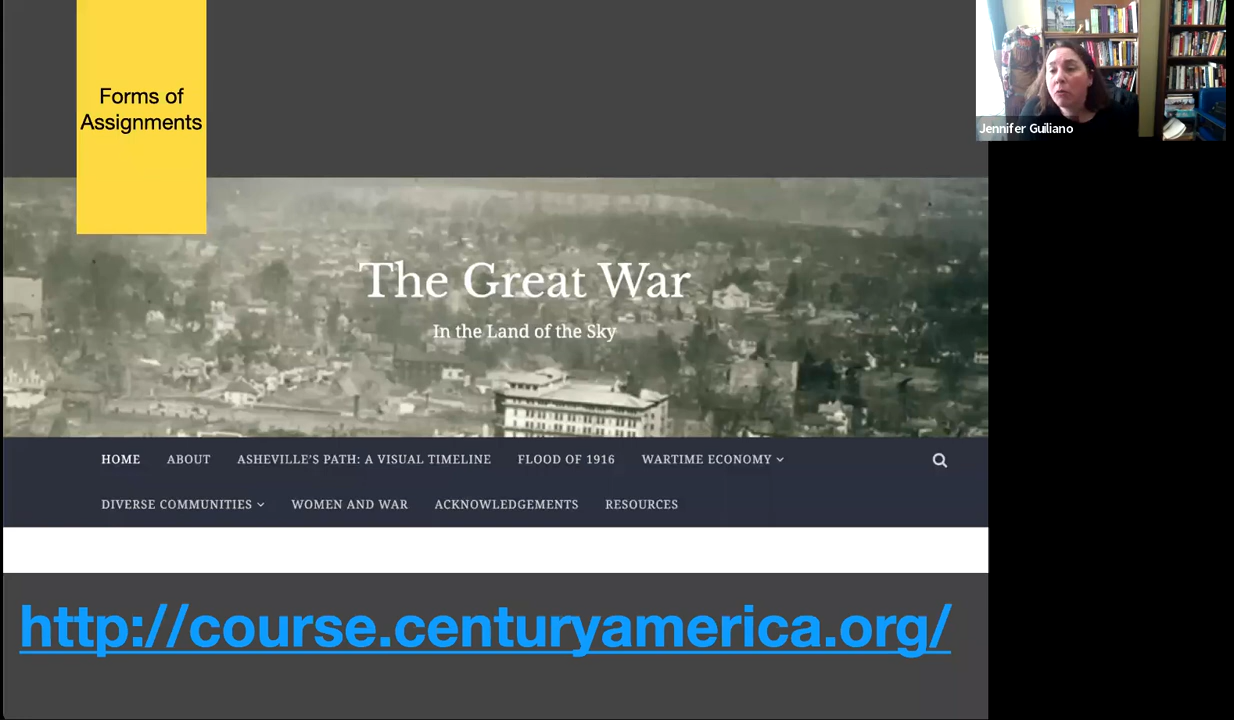 Forms of
Assignments
Jennifer Guiliano
The Great War
In the Land of the Sky
HOME ABOUT ASHEVILLE'S PATH: A VISUAL TIMELINE FLOOD OF 1916 WARTIME ECONOMY
DIVERSE COMMUNITIES WOMEN AND WAR ACKNOWLEDGEMENTS RESOURCES
http://course.centuryamerica.org/